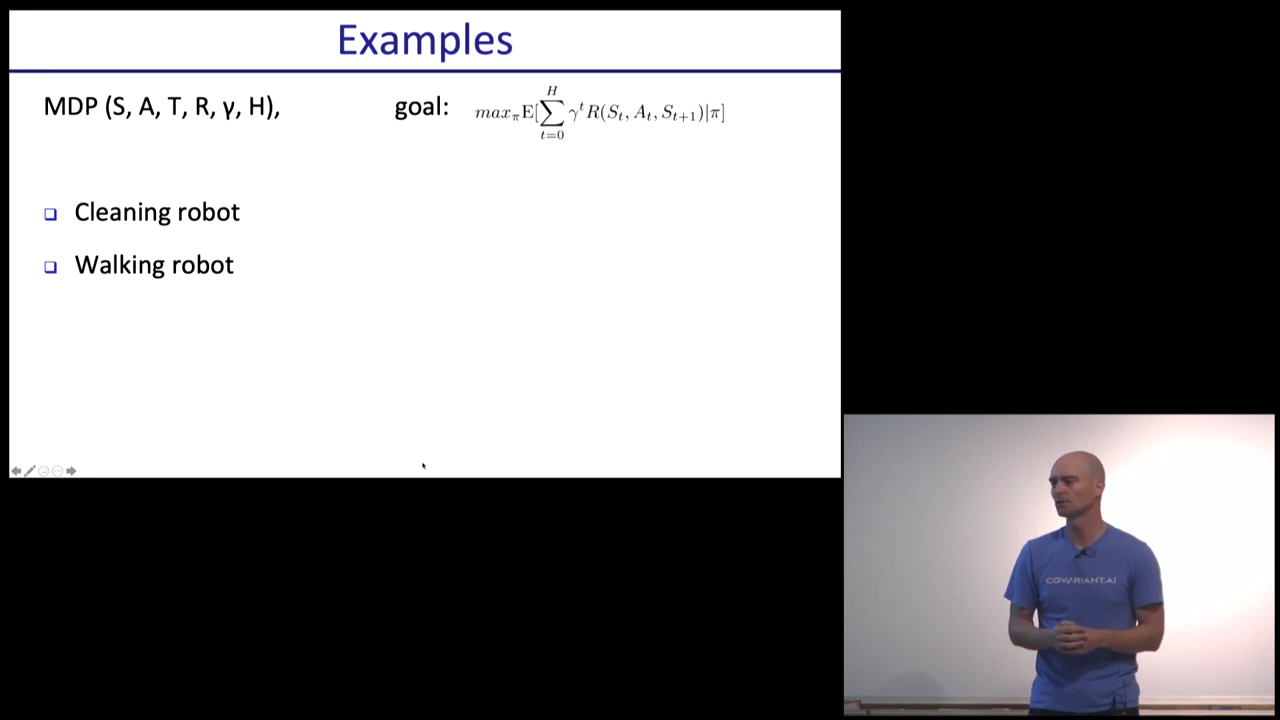 Examples
MDP (S, A, T, R, γ, H), goal: max_π E[∑_{t=0}^{H} γ^t R(S_t, A_t, S_{t+1})|π]
❑ Cleaning robot
❑ Walking robot
COVARIANT.AI